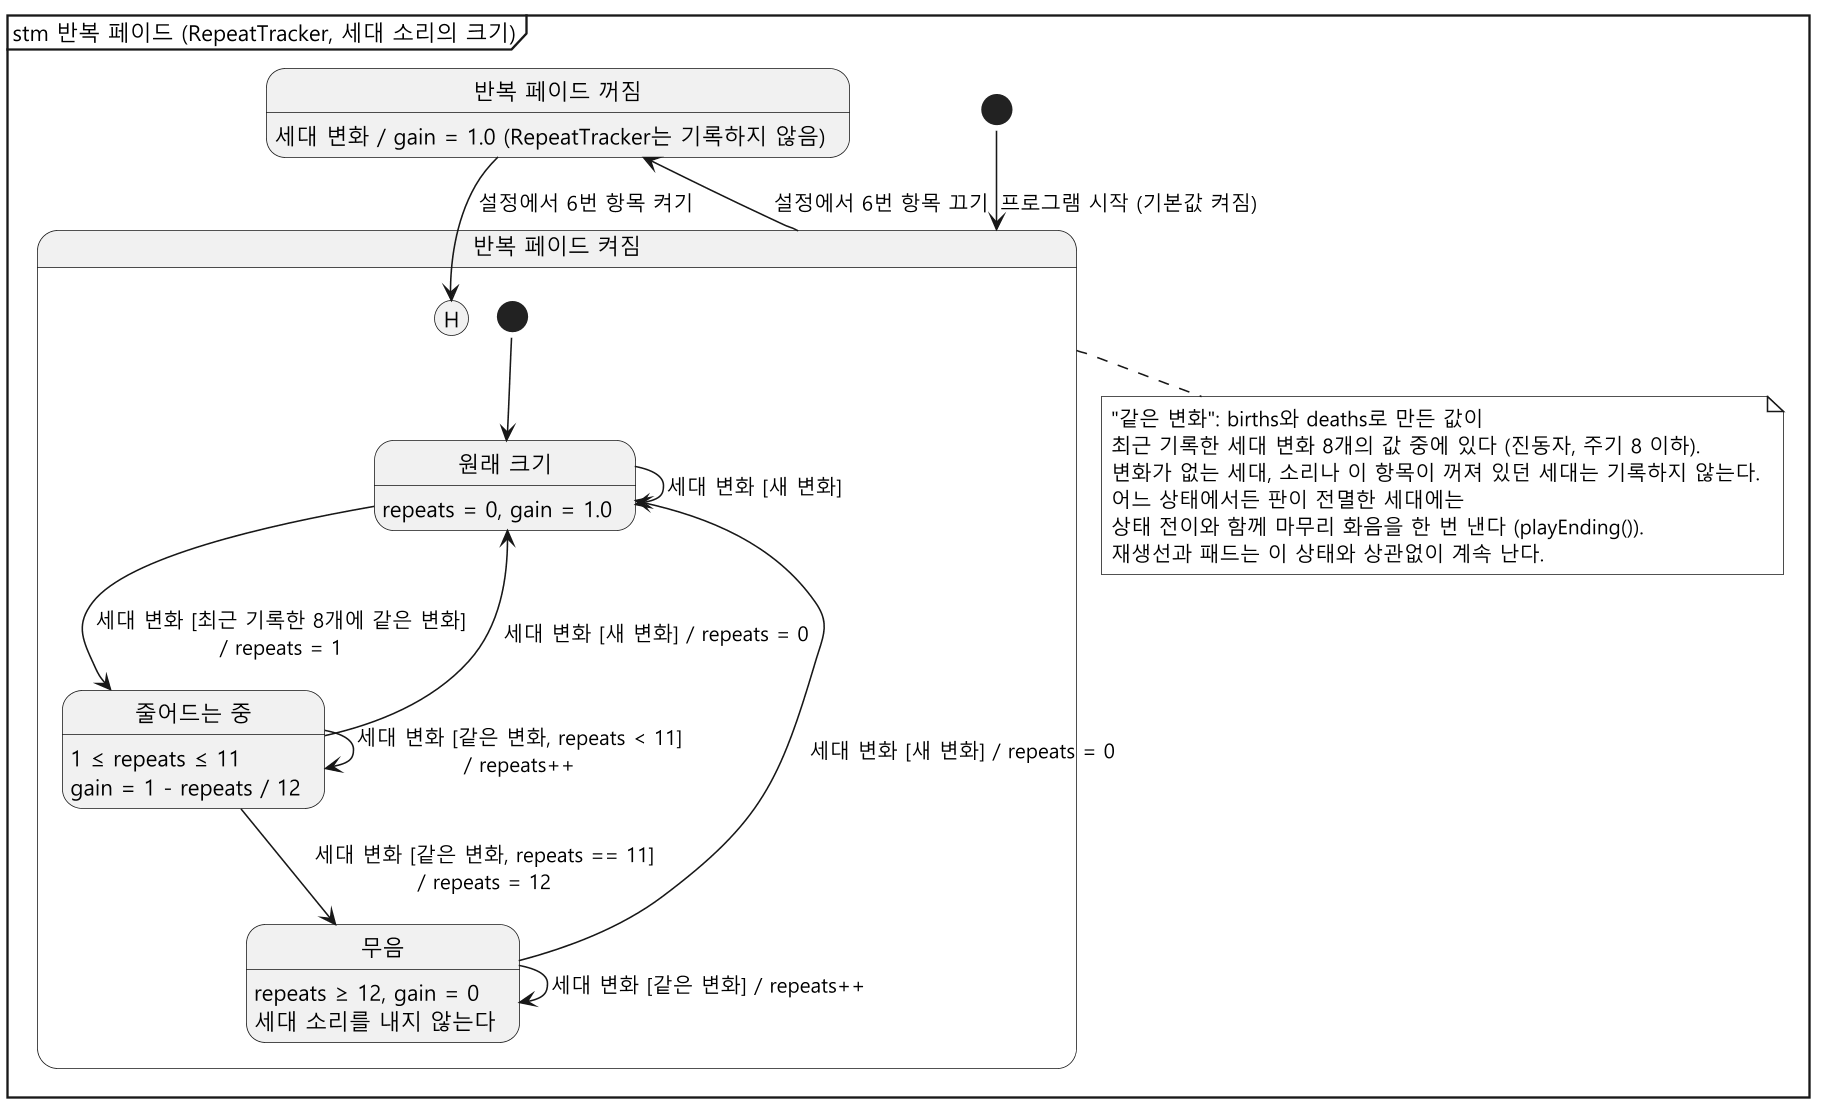 stm 반복 페이드 (RepeatTracker, 세대 소리의 크기)
반복 페이드 꺼짐
세대 변화 / gain = 1.0 (RepeatTracker는 기록하지 않음)
설정에서 6번 항목 켜기
설정에서 6번 항목 끄기
프로그램 시작 (기본값 켜짐)
반복 페이드 켜짐
H
"같은 변화": births와 deaths로 만든 값이
최근 기록한 세대 변화 8개의 값 중에 있다 (진동자, 주기 8 이하).
변화가 없는 세대, 소리나 이 항목이 꺼져 있던 세대는 기록하지 않는다.
어느 상태에서든 판이 전멸한 세대에는
상태 전이와 함께 마무리 화음을 한 번 낸다 (playEnding()).
재생선과 패드는 이 상태와 상관없이 계속 난다.
원래 크기
repeats = 0, gain = 1.0
세대 변화 [새 변화]
세대 변화 [최근 기록한 8개에 같은 변화]
/ repeats = 1
세대 변화 [새 변화] / repeats = 0
줄어드는 중
1 ≤ repeats ≤ 11
gain = 1 - repeats / 12
세대 변화 [같은 변화, repeats < 11]
/ repeats++
세대 변화 [새 변화] / repeats = 0
세대 변화 [같은 변화, repeats == 11]
/ repeats = 12
무음
repeats ≥ 12, gain = 0
세대 소리를 내지 않는다
세대 변화 [같은 변화] / repeats++